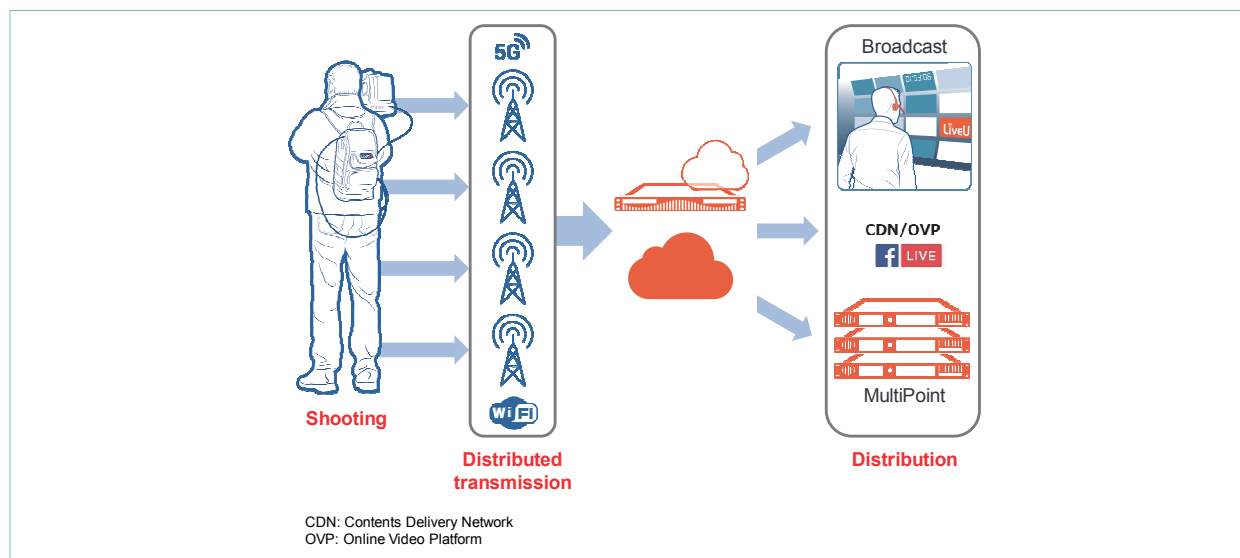 5G
Broadcast
LiveU
CDN/OVP
f LIVE
MultiPoint
WiFi
Shooting
Distributed
transmission
Distribution
CDN: Contents Delivery Network
OVP: Online Video Platform